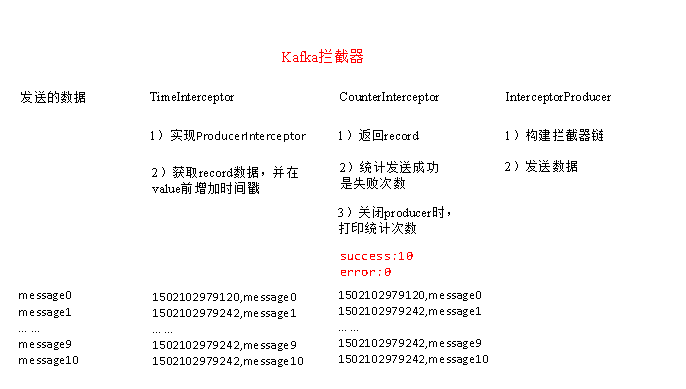 Kafka拦截器
发送的数据
TimeInterceptor
CounterInterceptor
InterceptorProducer
1）实现ProducerInterceptor
2）获取record数据，并在
value前增加时间戳
1）返回record
2）统计发送成功
是失败次数
3）关闭producer时，
打印统计次数
success:10
error:0
1）构建拦截器链
2）发送数据
message0
message1
……
message9
message10
1502102979120,message0
1502102979242,message1
……
1502102979242,message9
1502102979242,message10
1502102979120,message0
1502102979242,message1
……
1502102979242,message9
1502102979242,message10